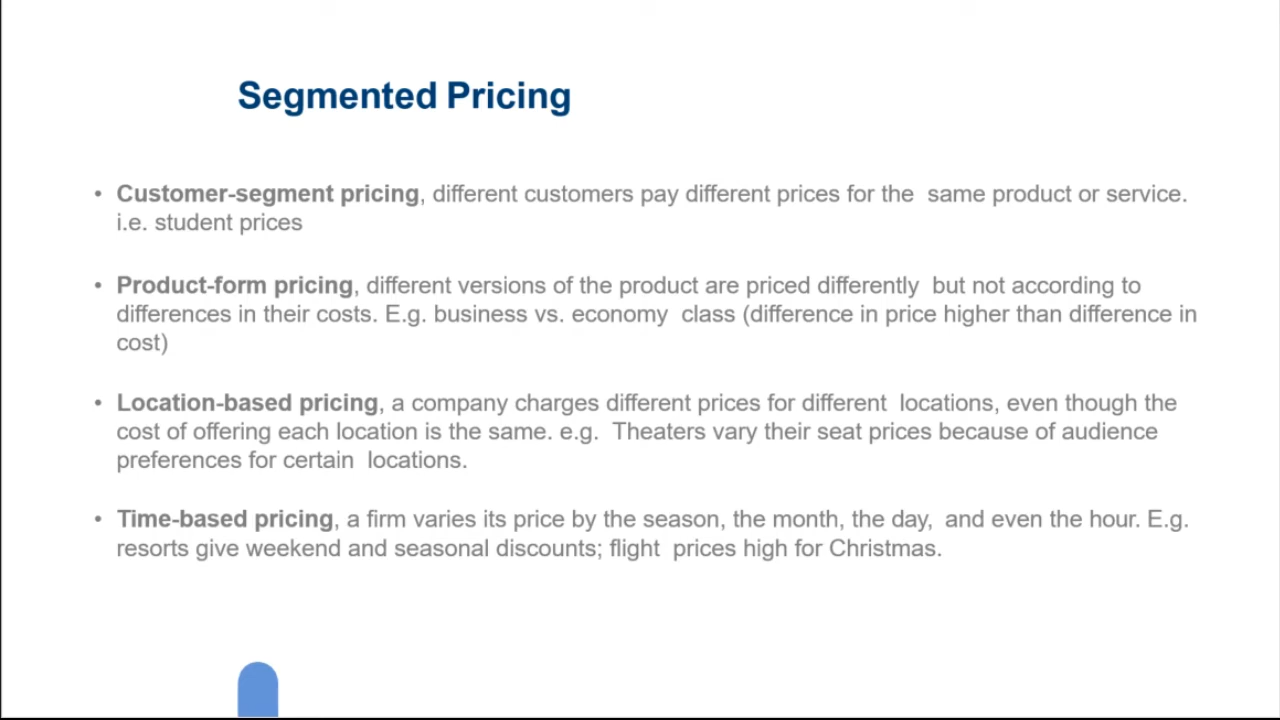 Segmented Pricing
• Customer-segment pricing, different customers pay different prices for the  same product or service.
i.e. student prices
• Product-form pricing, different versions of the product are priced differently  but not according to
differences in their costs. E.g. business vs. economy  class (difference in price higher than difference in
cost)
• Location-based pricing, a company charges different prices for different  locations, even though the
cost of offering each location is the same. e.g.  Theaters vary their seat prices because of audience
preferences for certain  locations.
• Time-based pricing, a firm varies its price by the season, the month, the day,  and even the hour. E.g.
resorts give weekend and seasonal discounts; flight  prices high for Christmas.